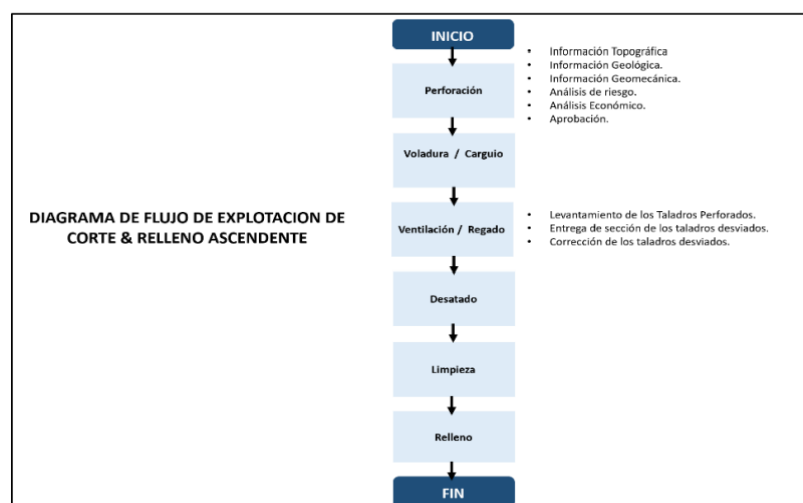 INICIO
• Información Topográfica
• Información Geológica.
• Información Geomecánica.
• Análisis de riesgo.
• Análisis Económico.
• Aprobación.
Perforación
Voladura / Carguio
DIAGRAMA DE FLUJO DE EXPLOTACION DE
CORTE & RELLENO ASCENDENTE
Ventilación / Regado
• Levantamiento de los Taladros Perforados.
• Entrega de sección de los taladros desviados.
• Corrección de los taladros desviados.
Desatado
Limpieza
Relleno
FIN